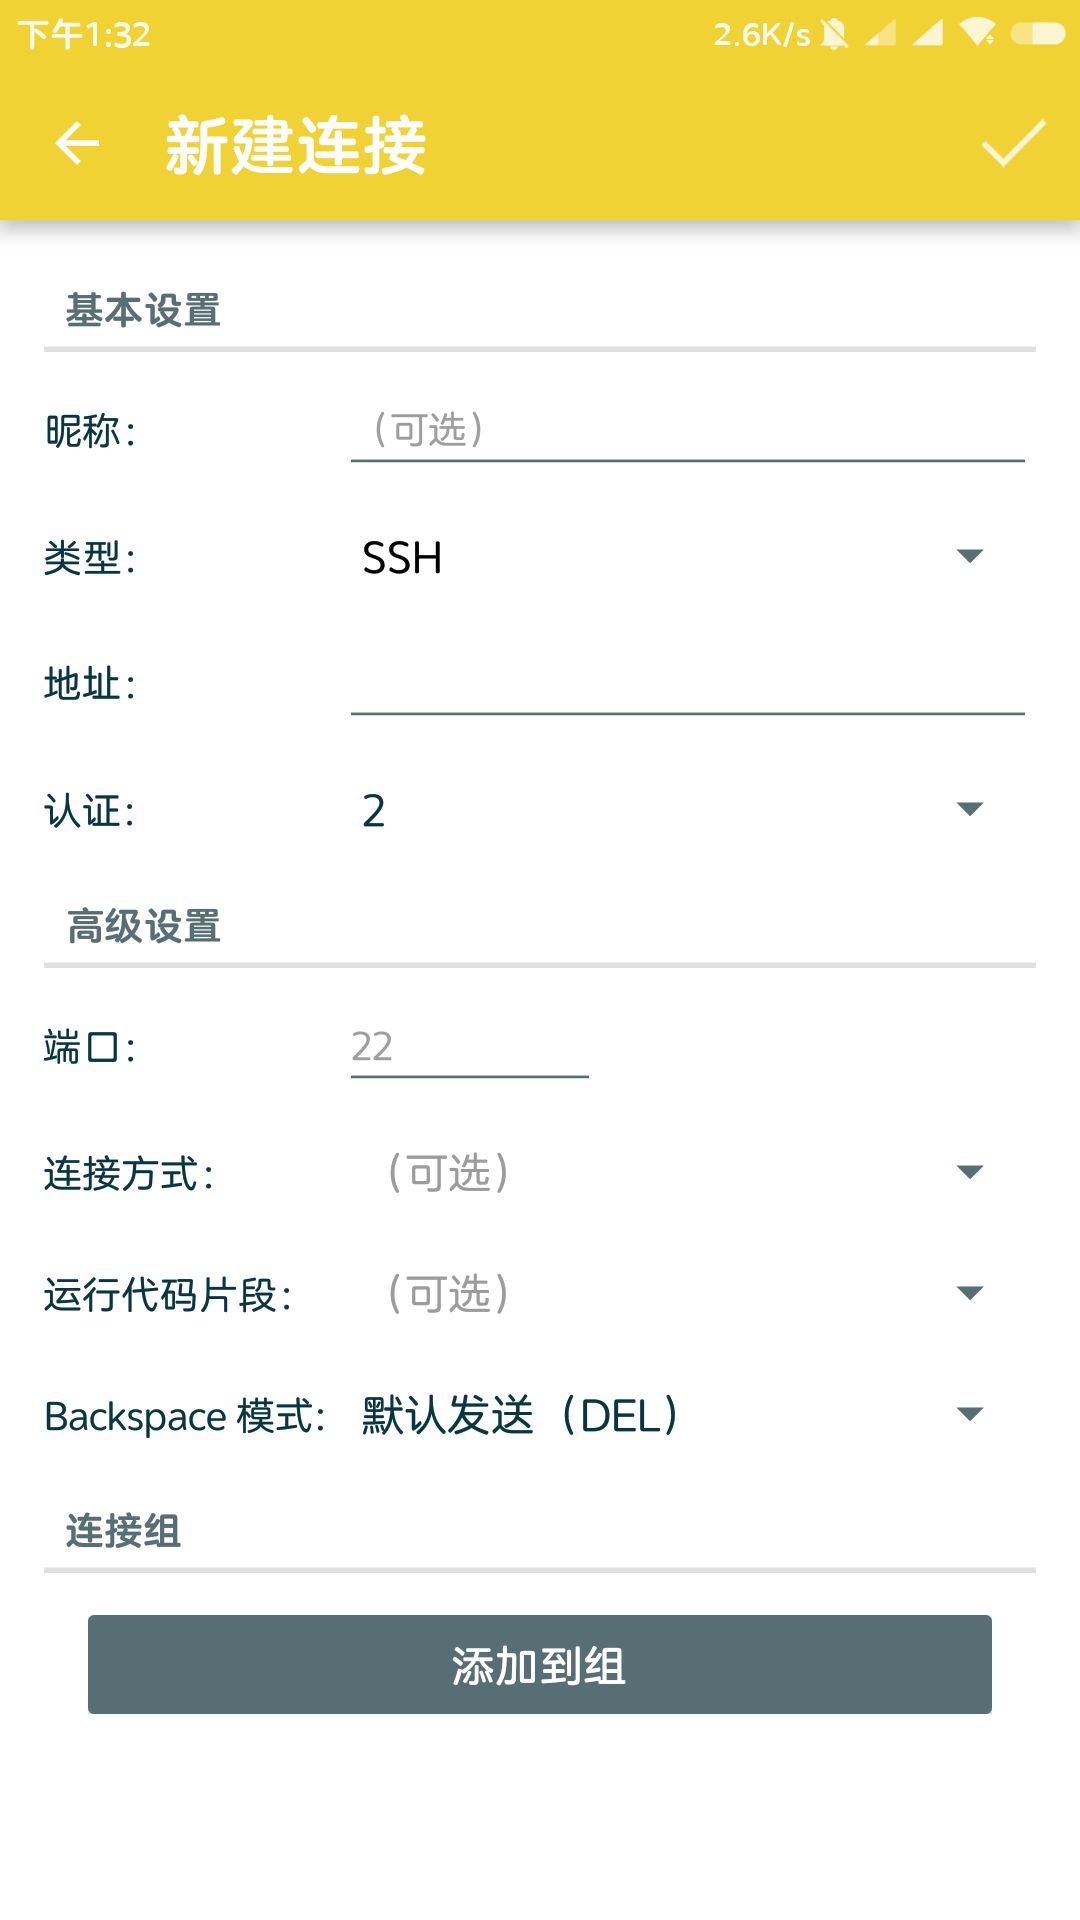 下午1:32 2.6K/s
新建连接
基本设置
昵称： （可选）
类型： SSH
地址：
认证： 2
高级设置
端口： 22
连接方式： （可选）
运行代码片段： （可选）
Backspace 模式： 默认发送（DEL）
连接组
添加到组